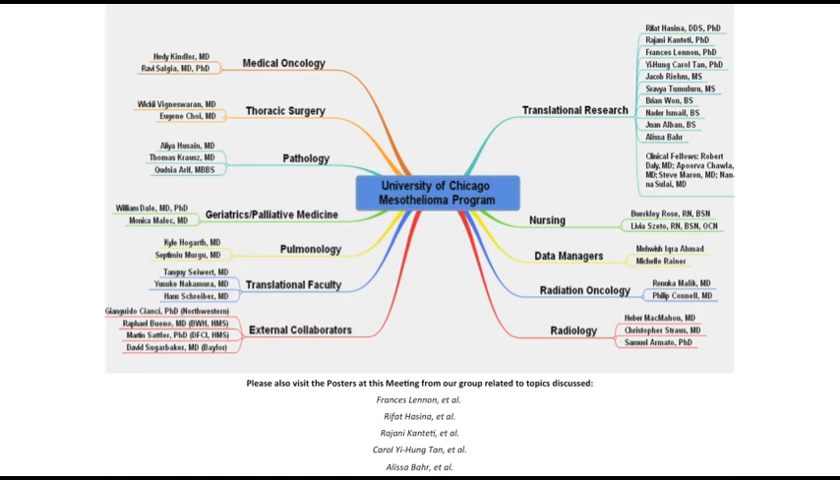 Hedy Kindler, MD
Ravi Salgia, MD, PhD
Medical Oncology
Wickii Vigneswaran, MD
Eugene Choi, MD
Thoracic Surgery
Aliya Husain, MD
Thomas Krausz, MD
Qudsia Arif, MBBS
Pathology
William Dale, MD, PhD
Monica Malec, MD
Geriatrics/Palliative Medicine
Kyle Hogarth, MD
Septimiu Murgu, MD
Pulmonology
Tanguy Seiwert, MD
Yusuke Nakamura, MD
Hans Schreiber, MD
Translational Faculty
Gianguido Cianci, PhD (Northwestern)
Raphael Bueno, MD (BWH, HMS)
Martin Sattler, PhD (DFCI, HMS)
David Sugarbaker, MD (Baylor)
External Collaborators
University of Chicago
Mesothelioma Program
Translational Research
Rifat Hasina, DDS, PhD
Rajani Kanteti, PhD
Frances Lennon, PhD
YiHung Carol Tan, PhD
Jacob Riehm, MS
Soavya Tumuluru, MS
Brian Won, BS
Nader Ismail, BS
Juan Alban, BS
Alissa Bahr
Clinical Fellows: Robert
Daly, MD; Apoorva Chawla,
MD; Steve Maron, MD; Nan-
na Sulai, MD
Nursing
Buerkley Rose, RN, BSN
Livia Szeto, RN, BSN, OCN
Data Managers
Mehwish Iqra Ahmad
Michelle Rainer
Radiation Oncology
Renuka Malik, MD
Philip Connell, MD
Radiology
Heber MacMahon, MD
Christopher Straus, MD
Samuel Armato, PhD
Please also visit the Posters at this Meeting from our group related to topics discussed:
Frances Lennon, et al.
Rifat Hasina, et al.
Rajani Kanteti, et al.
Carol Yi-Hung Tan, et al.
Alissa Bahr, et al.